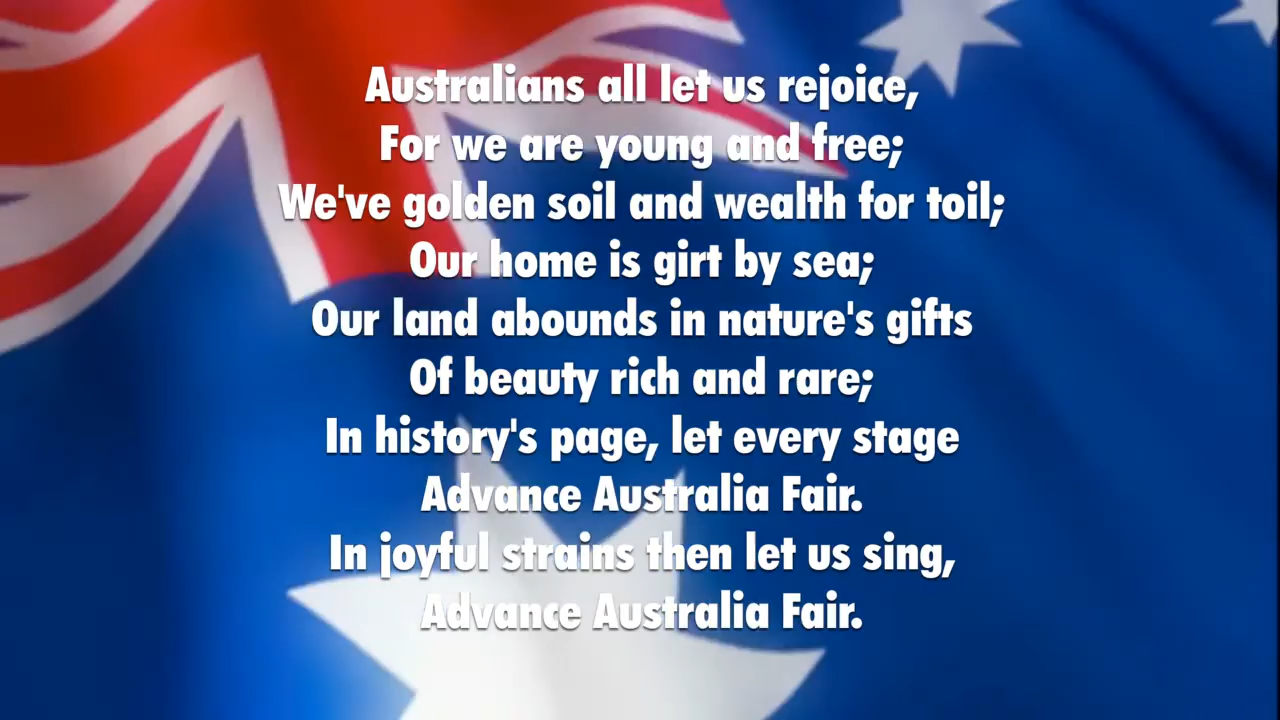 Australians all let us rejoice,
For we are young and free;
We've golden soil and wealth for toil;
Our home is girt by sea;
Our land abounds in nature's gifts
Of beauty rich and rare;
In history's page, let every stage
Advance Australia Fair.
In joyful strains then let us sing,
Advance Australia Fair.